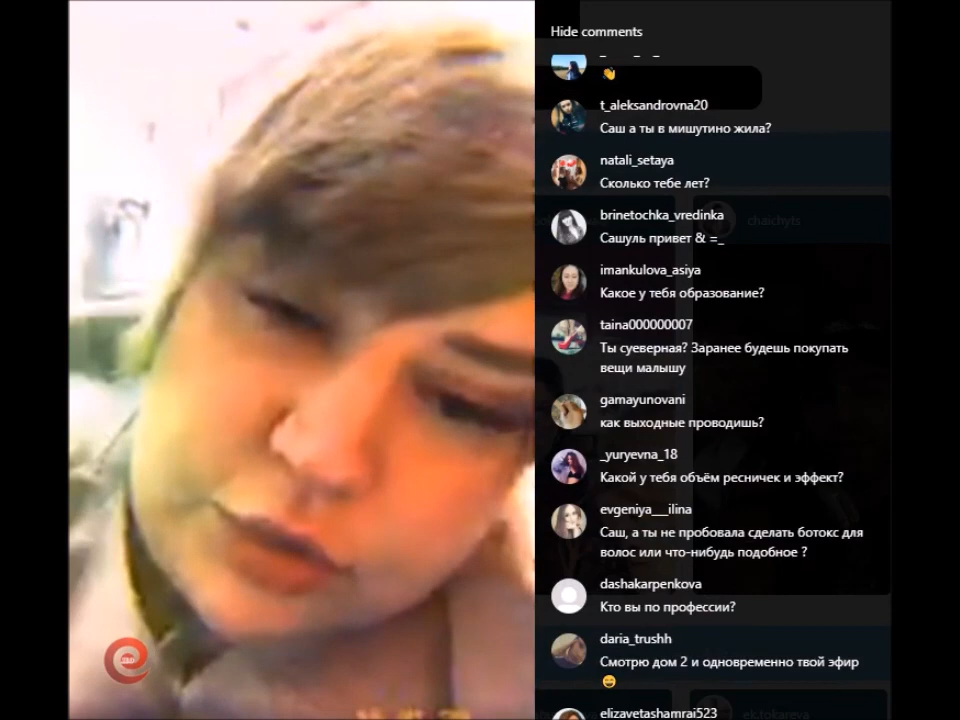 Hide comments
t_aleksandrovna20
Саш а ты в мишутино жила?
natali_setaya
Сколько тебе лет?
brinetochka_vredinka
Сашуль привет & =_
chaichyts
imankulova_asiya
Какое у тебя образование?
taina000000007
Ты суеверная? Заранее будешь покупать
вещи малышу
gamayunovani
как выходные проводишь?
_yuryevna_18
Какой у тебя объём ресничек и эффект?
evgeniya___ilina
Саш, а ты не пробовала сделать ботокс для
волос или что-нибудь подобное ?
dashakarpenkova
Кто вы по профессии?
daria_trushh
Смотрю дом 2 и одновременно твой эфир
😄
elizavetashamrai523